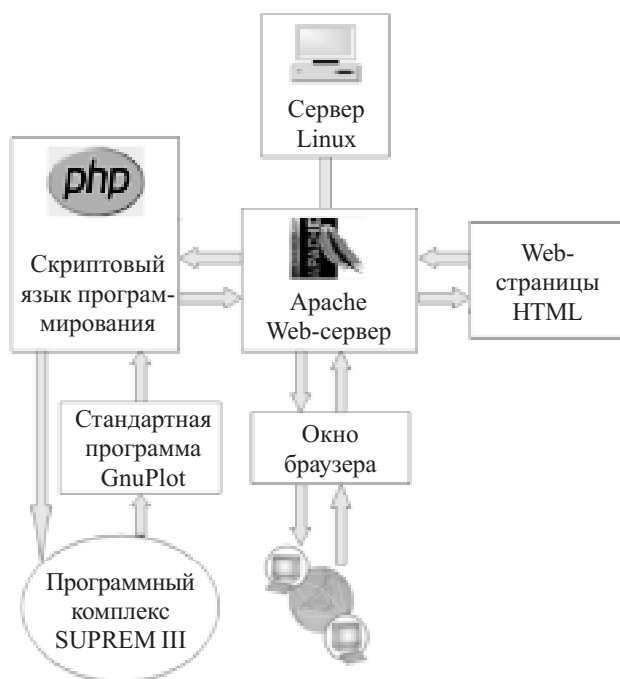 Сервер
Linux
php
Скриптовый
язык програм-
мирования
APACHE
Apache
Web-сервер
Web-
страницы
HTML
Стандартная
программа
GnuPlot
Окно
браузера
Программный
комплекс
SUPREM III